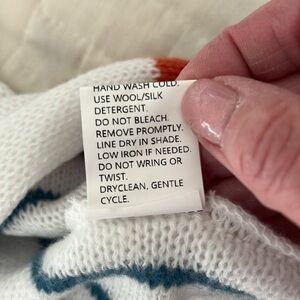 HAND WASH COLD.
USE WOOL/SILK
DETERGENT.
DO NOT BLEACH.
REMOVE PROMPTLY.
LINE DRY IN SHADE.
LOW IRON IF NEEDED.
DO NOT WRING OR
TWIST.
DRYCLEAN, GENTLE
CYCLE.